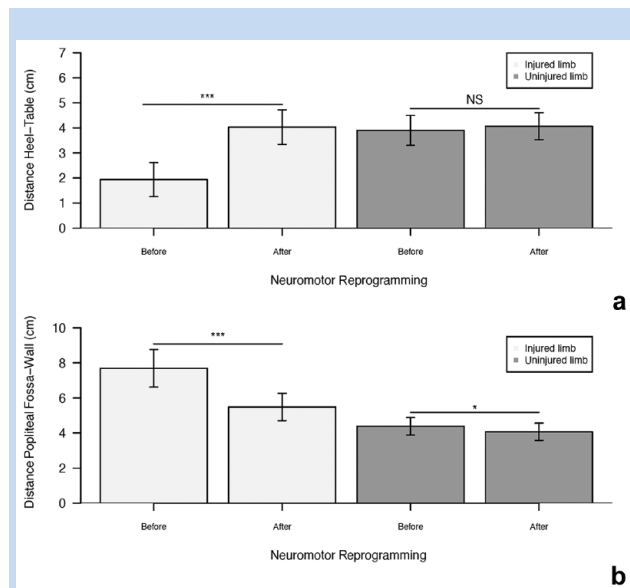 7
6
5
4
3
2
1
0
Distance Heel–Table (cm)
Injured limb
Uninjured limb
***
NS
Before
After
Before
After
Neuromotor Reprogramming
a
10
8
6
4
2
0
Distance Popliteal Fossa–Wall (cm)
Injured limb
Uninjured limb
***
*
Before
After
Before
After
Neuromotor Reprogramming
b